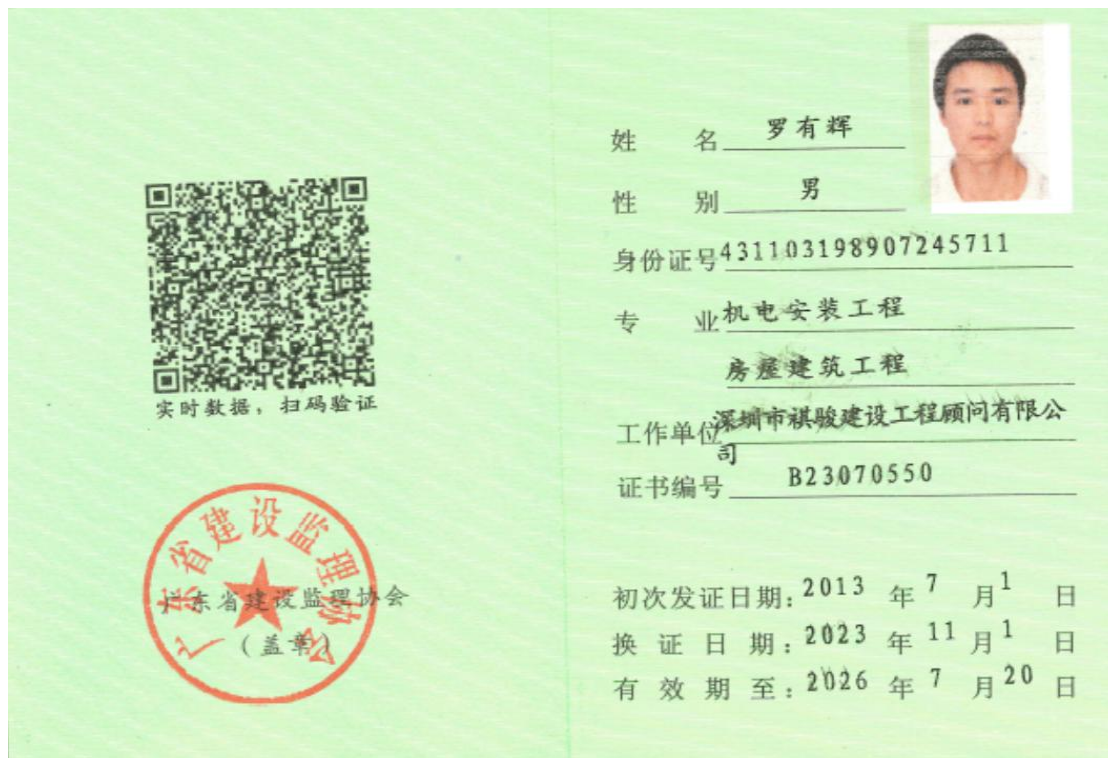 实时数据，扫码验证
广东省建设监理协会
广东省建设监理协会
（盖章）
姓 名 罗有辉
性 别 男
身份证号 431103198907245711
专 业 机电安装工程
房屋建筑工程
工作单位 深圳市祺骏建设工程顾问有限公
司
证书编号 B23070550
初次发证日期：2013 年 7 月 1 日
换 证 日 期：2023 年 11 月 1 日
有 效 期 至：2026 年 7 月 20 日